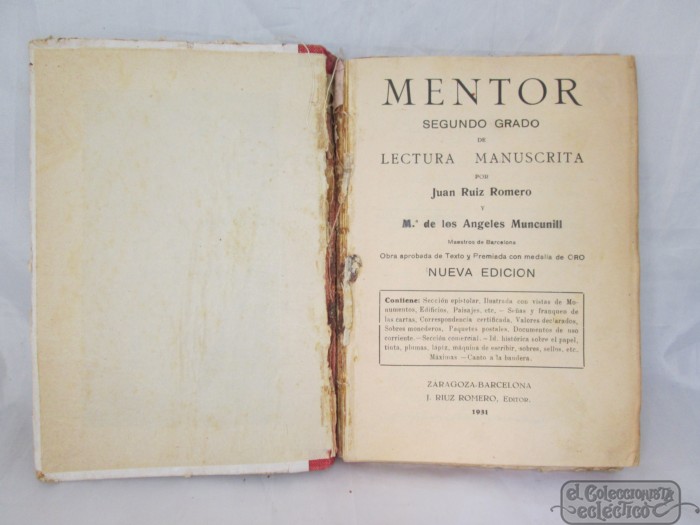 MENTOR
SEGUNDO GRADO
DE
LECTURA MANUSCRITA
POR
Juan Ruiz Romero
Y
M.ª de los Angeles Muncunill
Maestros de Barcelona
Obra aprobada de Texto y Premiada con medalla de ORO
NUEVA EDICION
Contiene: Sección epistolar, Ilustrada con vistas de Mo-
numentos, Edificios, Paisajes, etc. - Señas y franqueo de
las cartas, Correspondencia certificada. Valores declarados,
Sobres monederos, Paquetes postales. Documentos de uso
corriente.—Sección comercial.—Id. histórica sobre el papel,
tinta, plumas, lápiz, máquina de escribir, sobres, sellos, etc.
Máximas — Canto a la bandera.
ZARAGOZA-BARCELONA
J. RIUZ ROMERO, EDITOR.
1931
el Coleccionista
ecléctico